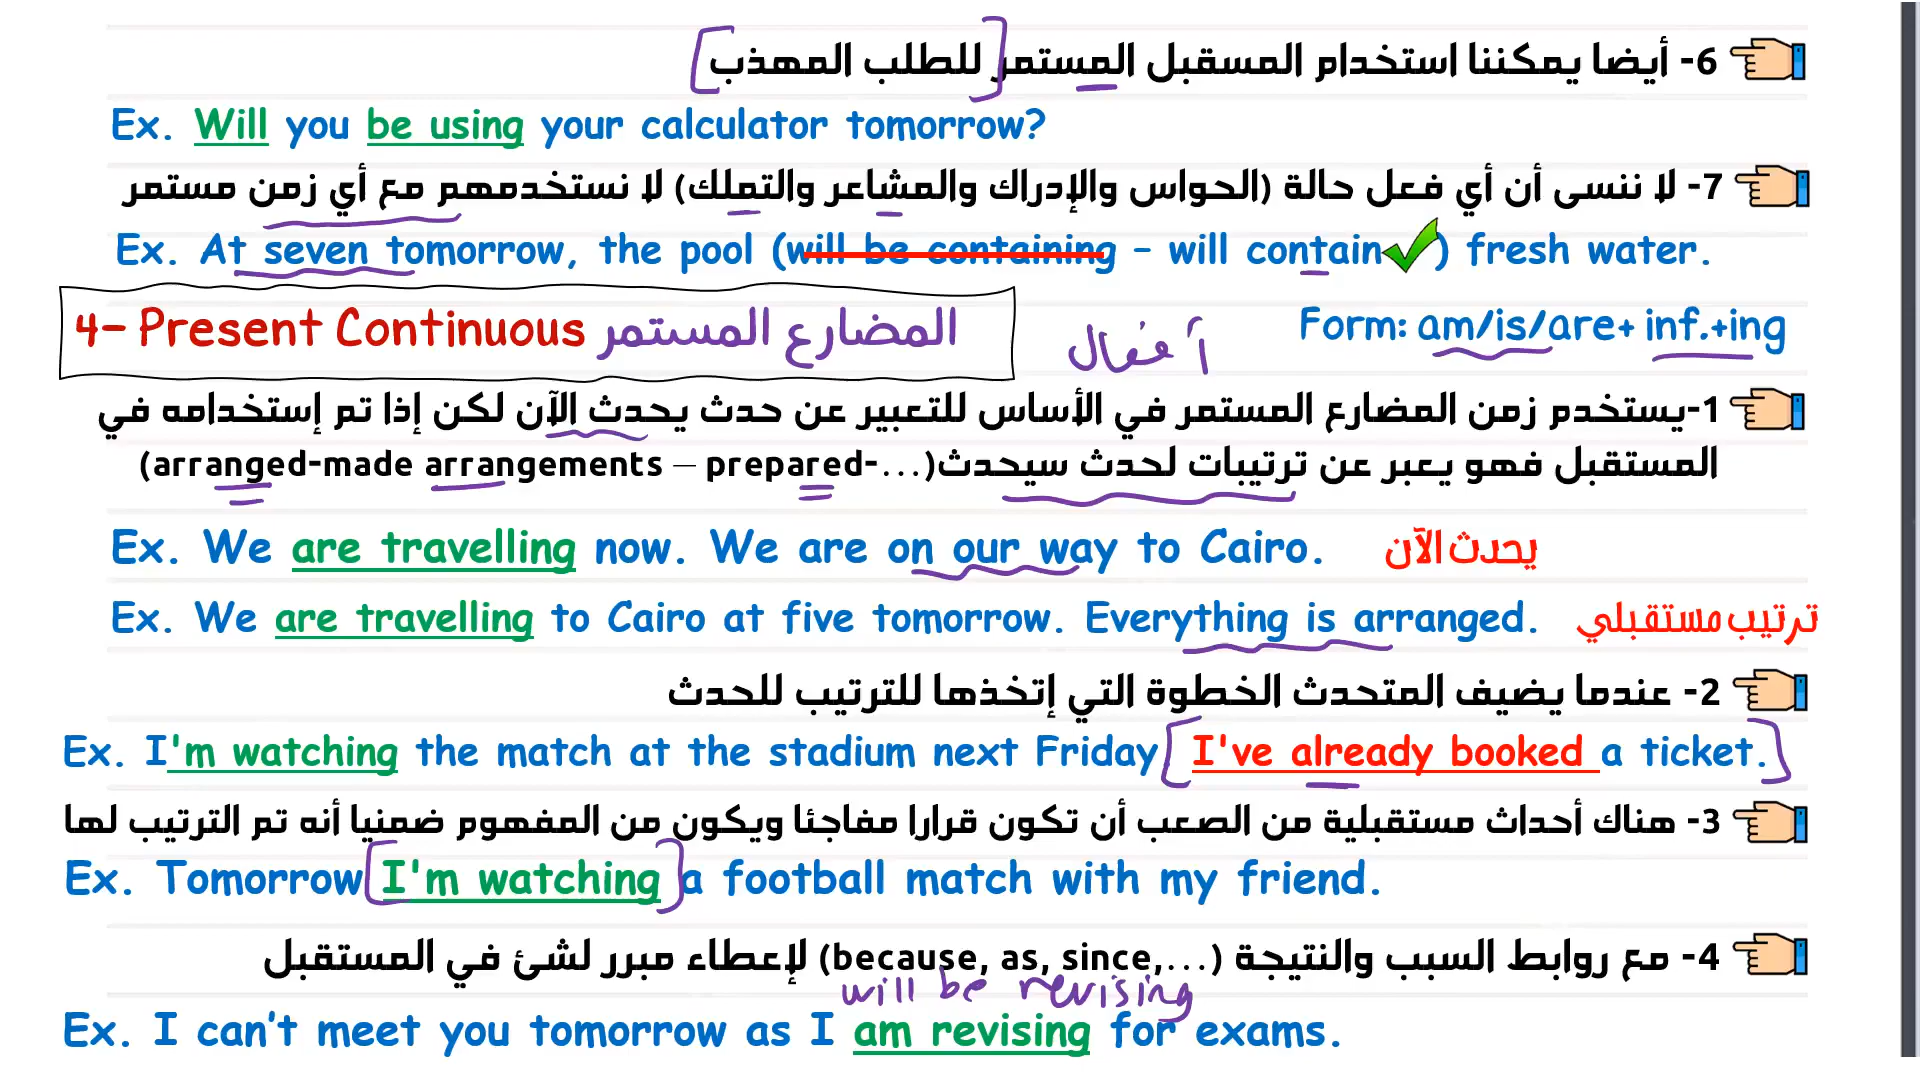 6- أيضا يمكننا استخدام المسقبل المستمر للطلب المهذب
Ex. Will you be using your calculator tomorrow?
7- لا ننسى أن أي فعل حالة (الحواس والإدراك والمشاعر والتملك) لا نستخدمهم مع أي زمن مستمر
Ex. At seven tomorrow, the pool (will be containing – will contain✓) fresh water.
4- Present Continuous المضارع المستمر
أفعال
Form: am/is/are+ inf.+ing
1-يستخدم زمن المضارع المستمر في الأساس للتعبير عن حدث يحدث الآن لكن إذا تم إستخدامه في
المستقبل فهو يعبر عن ترتيبات لحدث سيحدث(arranged-made arrangements – prepared-...)
Ex. We are travelling now. We are on our way to Cairo. يحدث الآن
Ex. We are travelling to Cairo at five tomorrow. Everything is arranged. ترتيب مستقبلي
2- عندما يضيف المتحدث الخطوة التي إتخذها للترتيب للحدث
Ex. I'm watching the match at the stadium next Friday I've already booked a ticket.
3- هناك أحداث مستقبلية من الصعب أن تكون قرارا مفاجئا ويكون من المفهوم ضمنيا أنه تم الترتيب لها
Ex. Tomorrow I'm watching a football match with my friend.
4- مع روابط السبب والنتيجة (because, as, since,...) لإعطاء مبرر لشئ في المستقبل
will be revising
Ex. I can't meet you tomorrow as I am revising for exams.